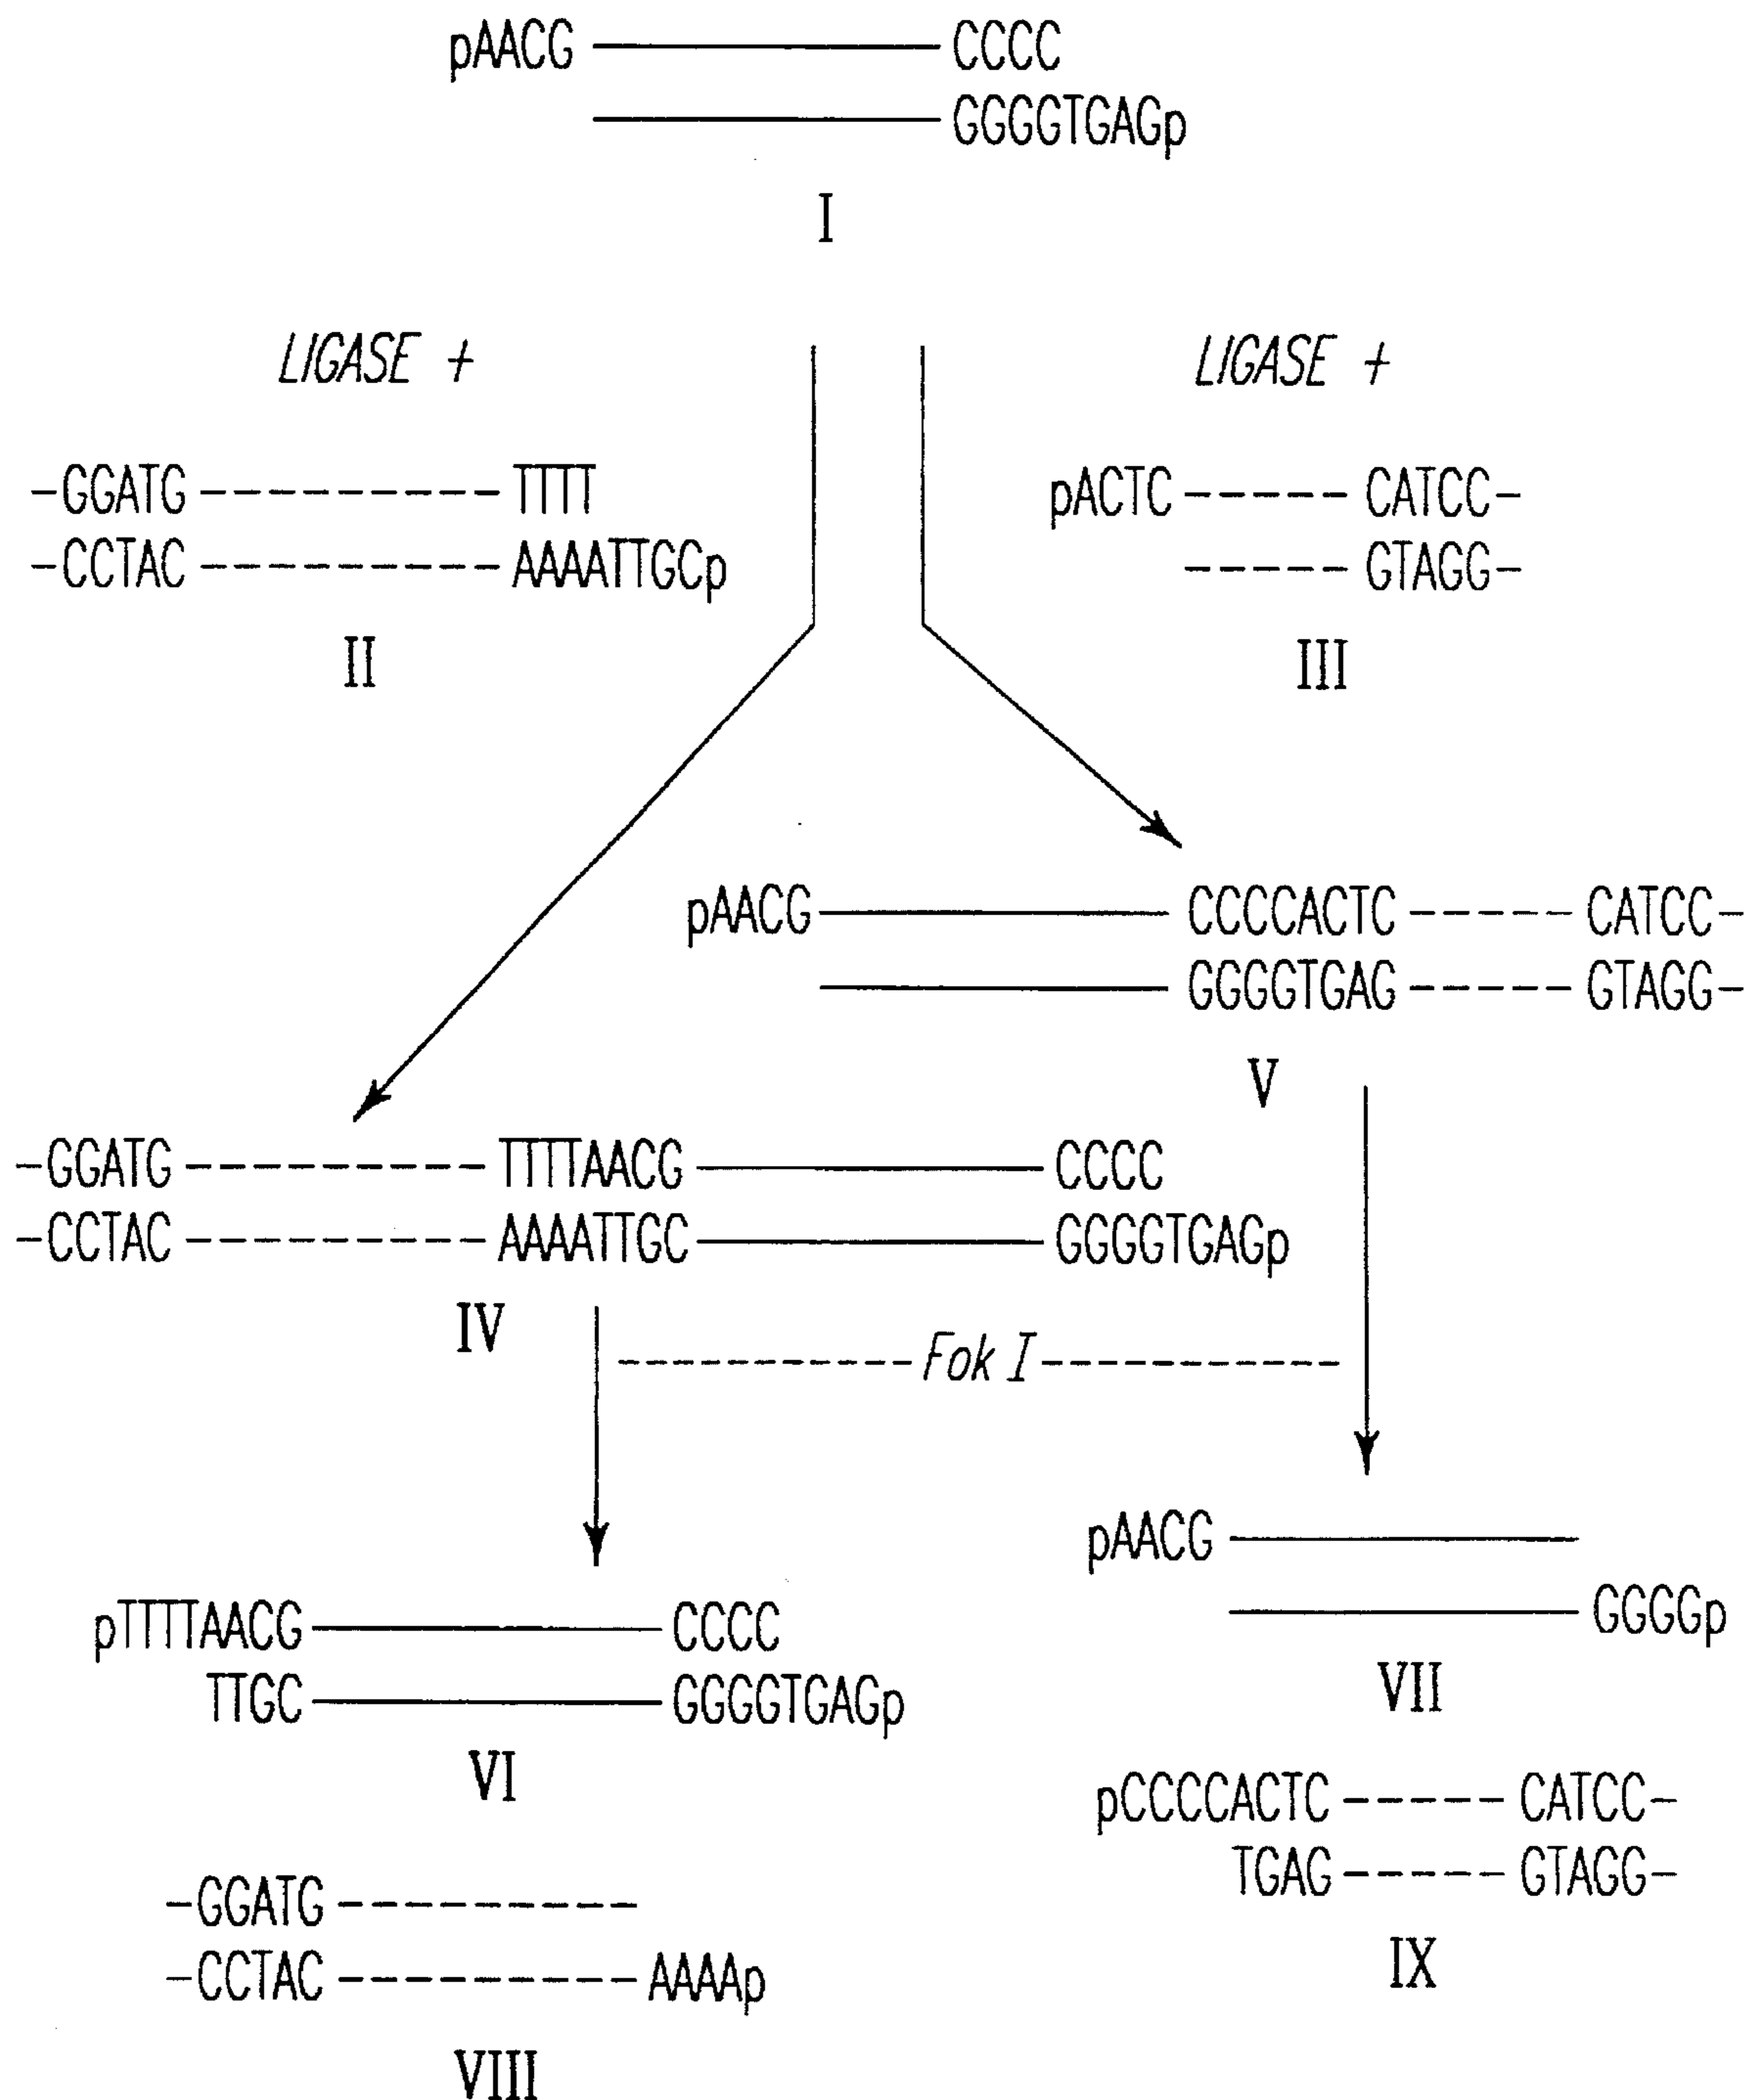 pAACG CCCC
GGGGTGAGp
I
LIGASE +
-GGATG---------TTTT
-CCTAC---------AAAATTGCp
II
LIGASE +
pACTC-----CATCC-
-----GTAGG-
III
pAACG CCCCACTC-----CATCC-
GGGGTGAG-----GTAGG-
V
-GGATG---------TTTTAACG CCCC
-CCTAC---------AAAATTGC GGGGTGAGp
IV
Fok I
pAACG
GGGGp
VII
pTTTTAACG CCCC
TTGC GGGGTGAGp
VI
pCCCCACTC-----CATCC-
TGAG-----GTAGG-
IX
-GGATG---------
-CCTAC---------AAAAp
VIII